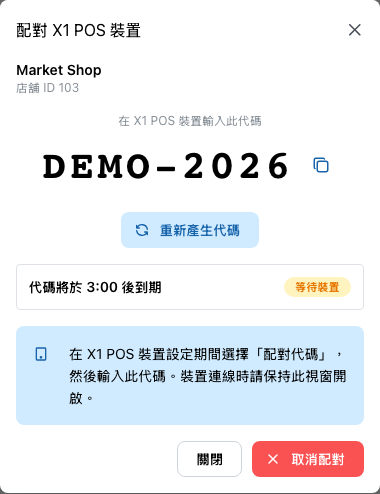 配對 X1 POS 裝置
Market Shop
店舖 ID 103
在 X1 POS 裝置輸入此代碼
DEMO-2026
重新產生代碼
代碼將於 3:00 後到期
等待裝置
在 X1 POS 裝置設定期間選擇「配對代碼」，
然後輸入此代碼。裝置連線時請保持此視窗開
啟。
關閉
取消配對